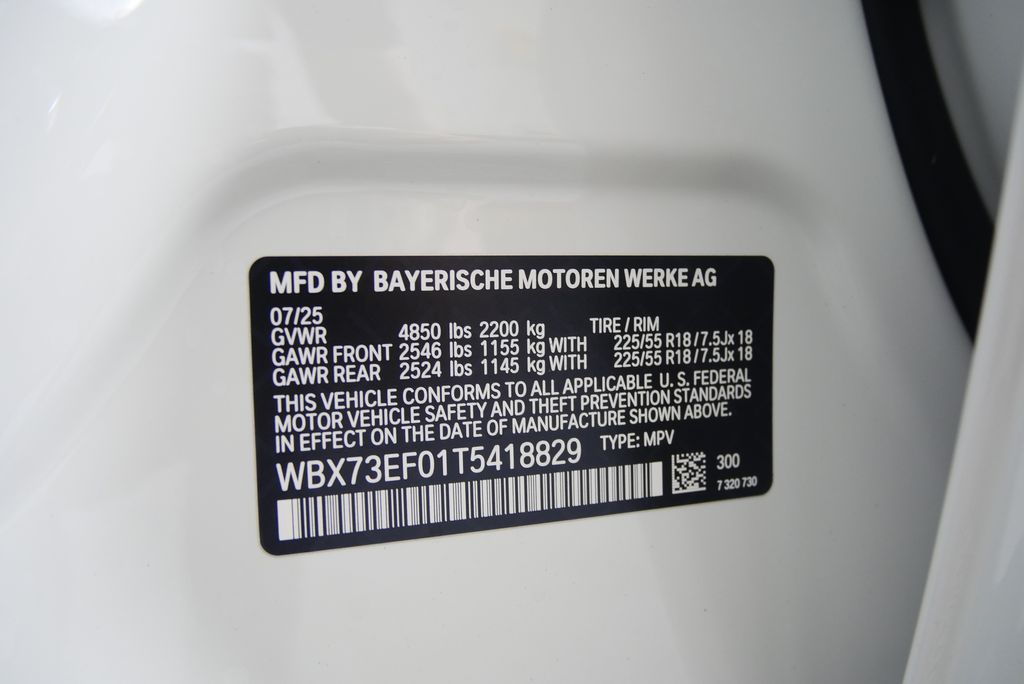 MFD BY BAYERISCHE MOTOREN WERKE AG
07/25
GVWR 4850 lbs 2200 kg TIRE / RIM
GAWR FRONT 2546 lbs 1155 kg WITH 225/55 R18 / 7.5Jx 18
GAWR REAR 2524 lbs 1145 kg WITH 225/55 R18 / 7.5Jx 18
THIS VEHICLE CONFORMS TO ALL APPLICABLE U. S. FEDERAL
MOTOR VEHICLE SAFETY AND THEFT PREVENTION STANDARDS
IN EFFECT ON THE DATE OF MANUFACTURE SHOWN ABOVE.
WBX73EF01T5418829 TYPE: MPV
300
7 320 730